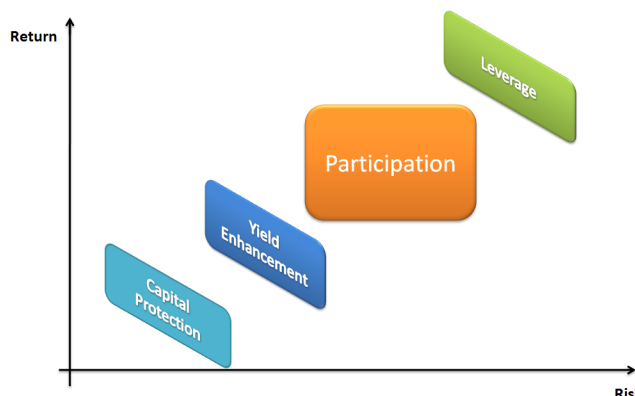 Return
Leverage
Participation
Yield
Enhancement
Capital
Protection
Ris